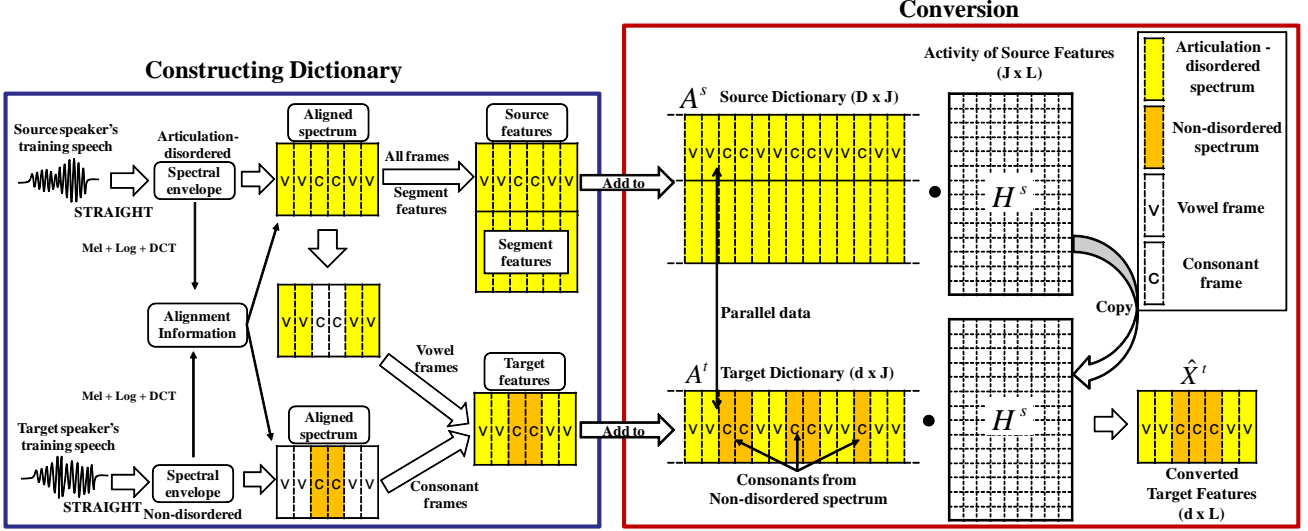 Constructing Dictionary
Source speaker's
training speech
STRAIGHT
Articulation-
disordered
Spectral
envelope
Mel + Log + DCT
Aligned
spectrum
V V C C V V
All frames
Segment
features
Source
features
V V C C V V
Segment
features
Add to
Alignment
Information
V V C C V V
Vowel
frames
Mel + Log + DCT
Target speaker's
training speech
STRAIGHT
Spectral
envelope
Non-disordered
Aligned
spectrum
V V C C V V
Consonant
frames
Target
features
V V C C V V
Add to
Conversion
A^s Source Dictionary (D x J)
V V C C V V C C V V C V V
Activity of Source Features
(J x L)
H^s
Parallel data
Copy
A^t Target Dictionary (d x J)
V V C C V V C C V V C V V
Consonants from
Non-disordered spectrum
H^s
X̂^t
V V C C C V V
Converted
Target Features
(d x L)
Articulation -
disordered
spectrum
Non-disordered
spectrum
V Vowel frame
C Consonant
frame